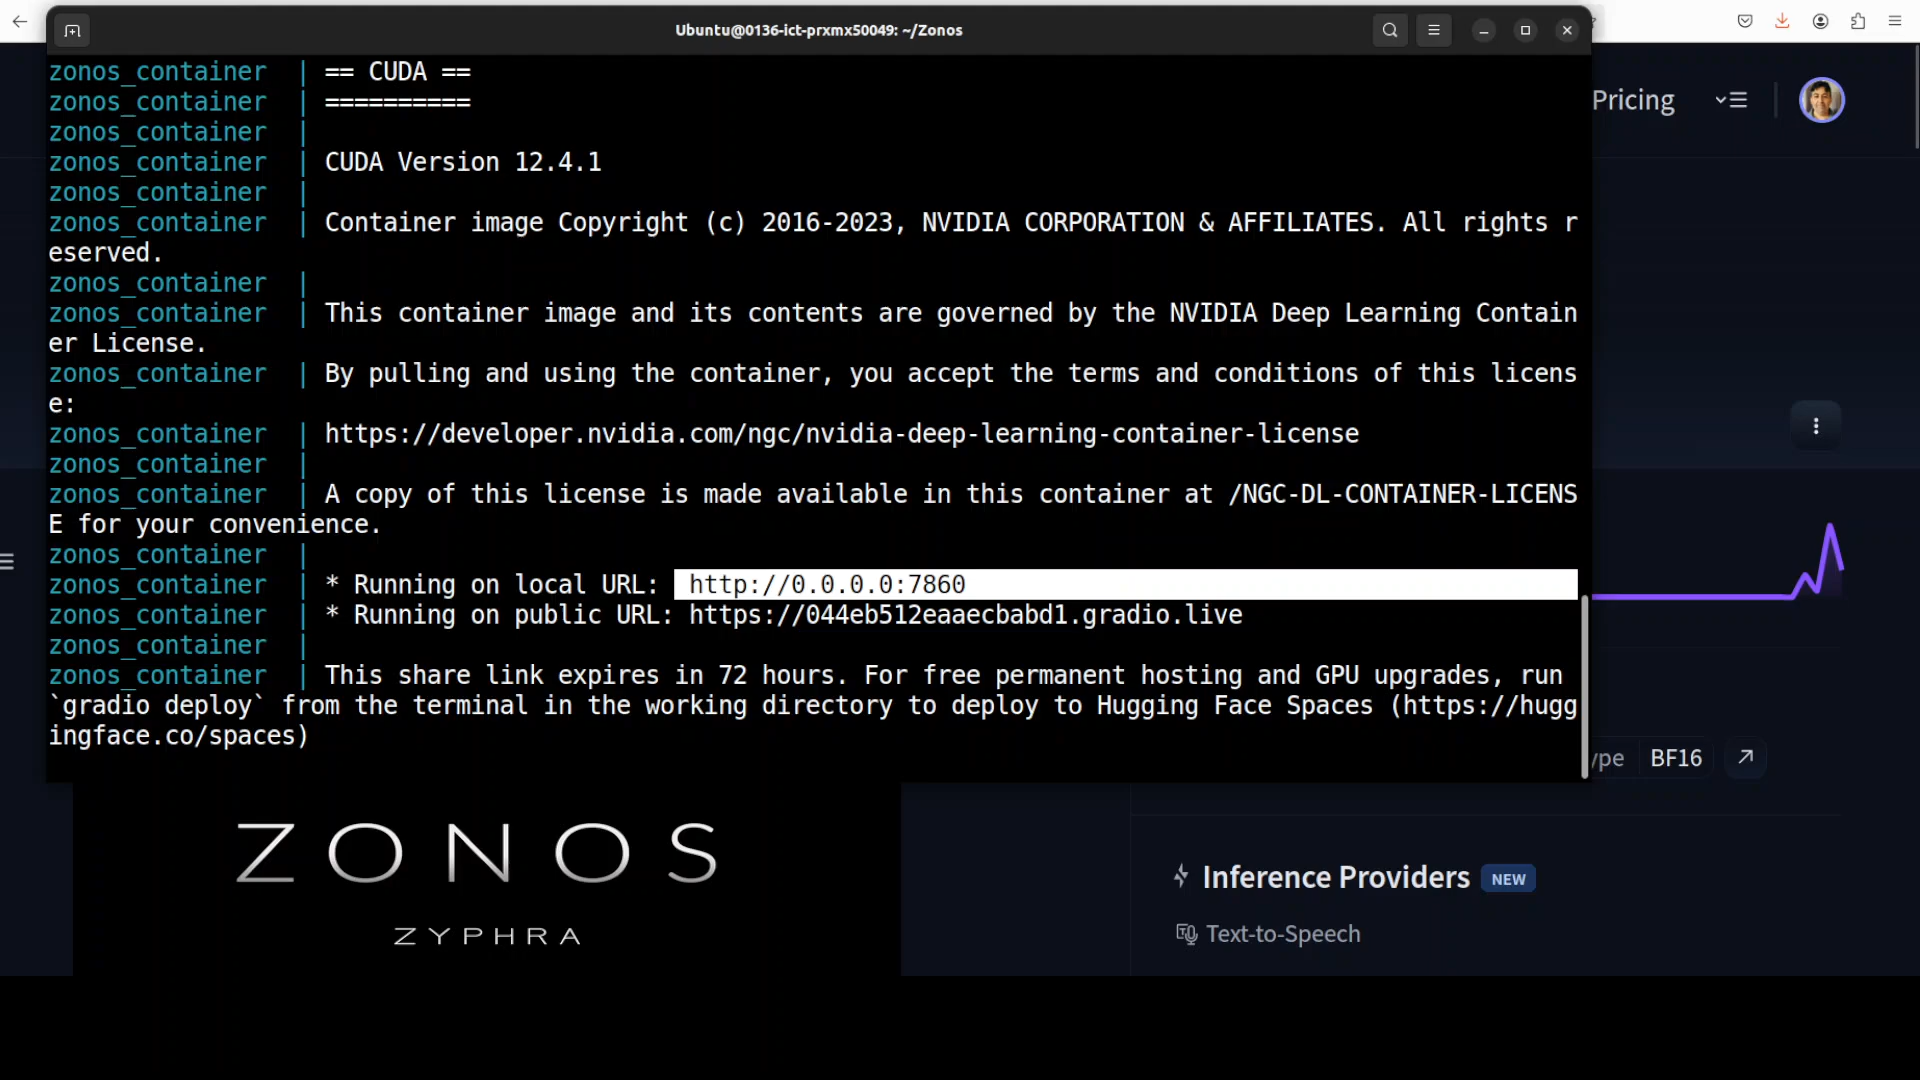 Ubuntu@0136-ict-prxmx50049: ~/Zonos
zonos_container | == CUDA ==
zonos_container | ==========
zonos_container |
zonos_container | CUDA Version 12.4.1
zonos_container |
zonos_container | Container image Copyright (c) 2016-2023, NVIDIA CORPORATION & AFFILIATES. All rights r
eserved.
zonos_container |
zonos_container | This container image and its contents are governed by the NVIDIA Deep Learning Contain
er License.
zonos_container | By pulling and using the container, you accept the terms and conditions of this licens
e:
zonos_container | https://developer.nvidia.com/ngc/nvidia-deep-learning-container-license
zonos_container |
zonos_container | A copy of this license is made available in this container at /NGC-DL-CONTAINER-LICENS
E for your convenience.
zonos_container |
zonos_container | * Running on local URL: http://0.0.0.0:7860
zonos_container | * Running on public URL: https://044eb512eaaecbabd1.gradio.live
zonos_container |
zonos_container | This share link expires in 72 hours. For free permanent hosting and GPU upgrades, run
`gradio deploy` from the terminal in the working directory to deploy to Hugging Face Spaces (https://hugg
ingface.co/spaces)
Pricing
ype BF16
ZONOS
ZYPHRA
Inference Providers NEW
Text-to-Speech